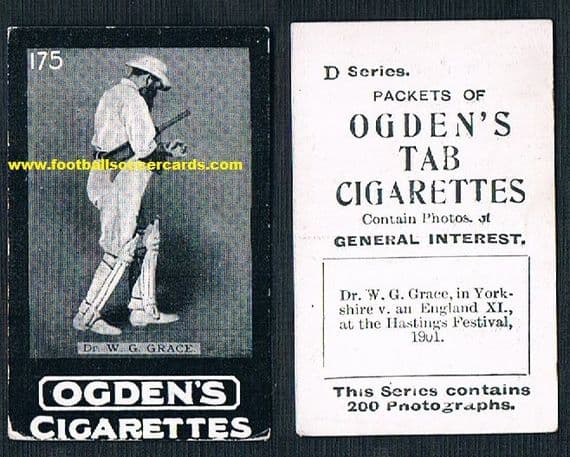 175
www.footballsoccercards.com
Dr. W. G. GRACE.
OGDEN'S
CIGARETTES
D Series.
PACKETS OF
OGDEN'S
TAB
CIGARETTES
Contain Photos. of
GENERAL INTEREST.
Dr. W. G. Grace, in York-
shire v. an England XI.,
at the Hastings Festival,
1901.
This Series contains
200 Photographs.